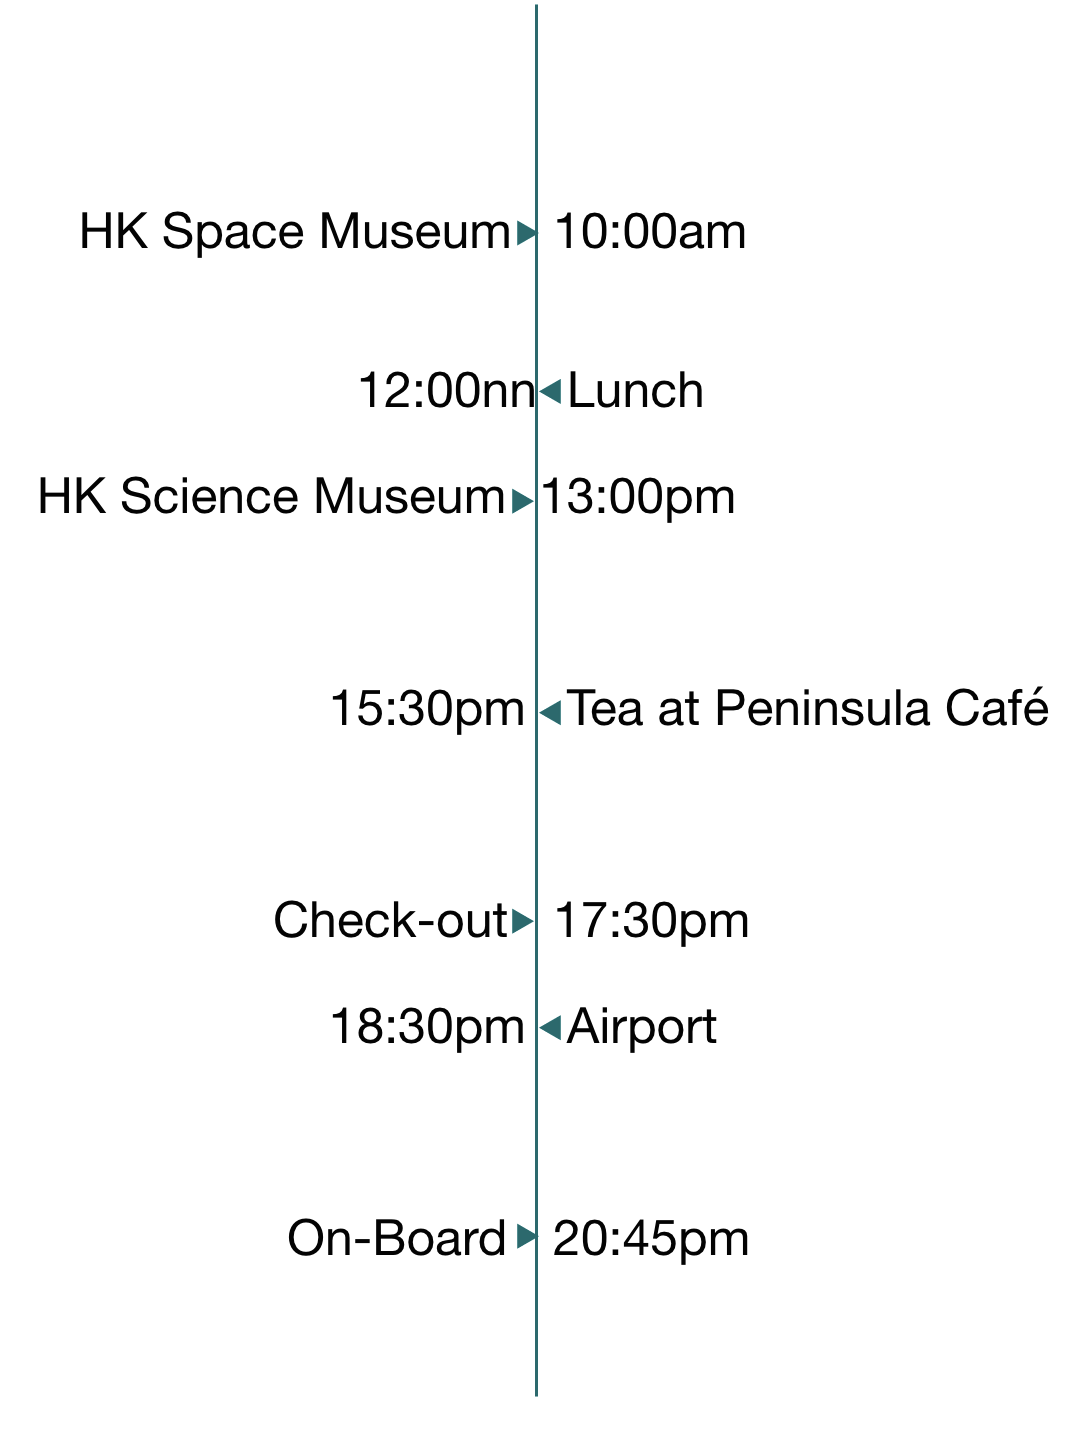 HK Space Museum 10:00am
12:00nn Lunch
HK Science Museum 13:00pm
15:30pm Tea at Peninsula Café
Check-out 17:30pm
18:30pm Airport
On-Board 20:45pm